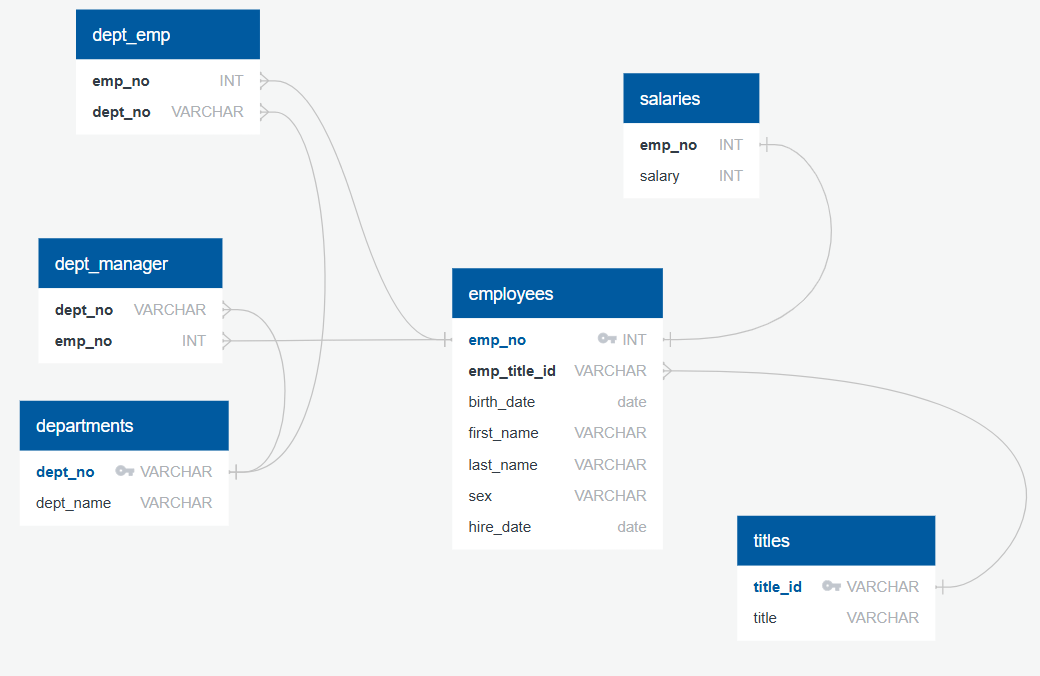 dept_emp
emp_no INT
dept_no VARCHAR
salaries
emp_no INT
salary INT
dept_manager
dept_no VARCHAR
emp_no INT
employees
emp_no INT
emp_title_id VARCHAR
birth_date date
first_name VARCHAR
last_name VARCHAR
sex VARCHAR
hire_date date
departments
dept_no VARCHAR
dept_name VARCHAR
titles
title_id VARCHAR
title VARCHAR